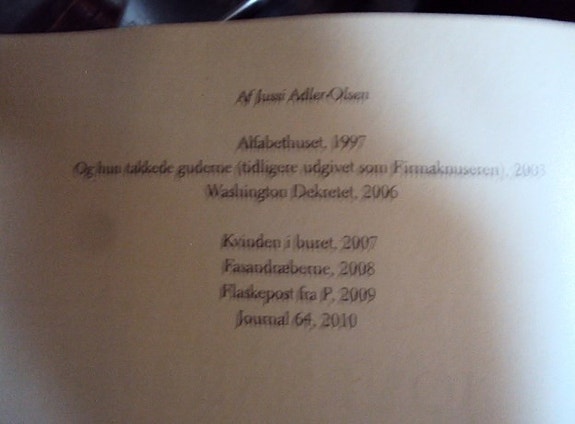 Af Jussi Adler-Olsen
Alfabethuset, 1997
Og hun takkede guderne (tidligere udgivet som Firmaknuseren), 2003
Washington Dekretet, 2006
Kvinden i buret, 2007
Fasandræberne, 2008
Flaskepost fra P, 2009
Journal 64, 2010